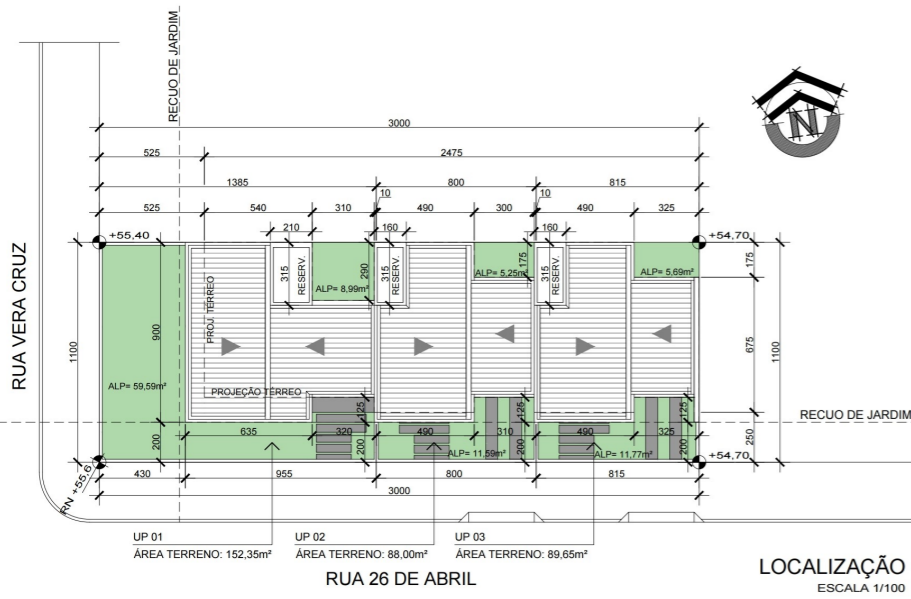 RECUO DE JARDIM
N
3000
525 2475
1385 800 815
10 10
525 540 310 490 300 490 325
210 160 160
+55,40 +54,70
RUA VERA CRUZ
1100
900
200
PROJ. TÉRREO
315
RESERV.
290
ALP= 8,99m²
315
RESERV.
175
ALP= 5,25m²
315
RESERV.
ALP= 5,69m²
175
675
250
1100
ALP= 59,59m²
PROJEÇÃO TÉRREO
125 125 125
RECUO DE JARDIM
635 320 490 310 490 325
200 200 200
ALP= 11,59m² ALP= 11,77m²
+54,70
RN +55,6
430 955 800 815
3000
UP 01
ÁREA TERRENO: 152,35m²
UP 02
ÁREA TERRENO: 88,00m²
UP 03
ÁREA TERRENO: 89,65m²
RUA 26 DE ABRIL
LOCALIZAÇÃO
ESCALA 1/100